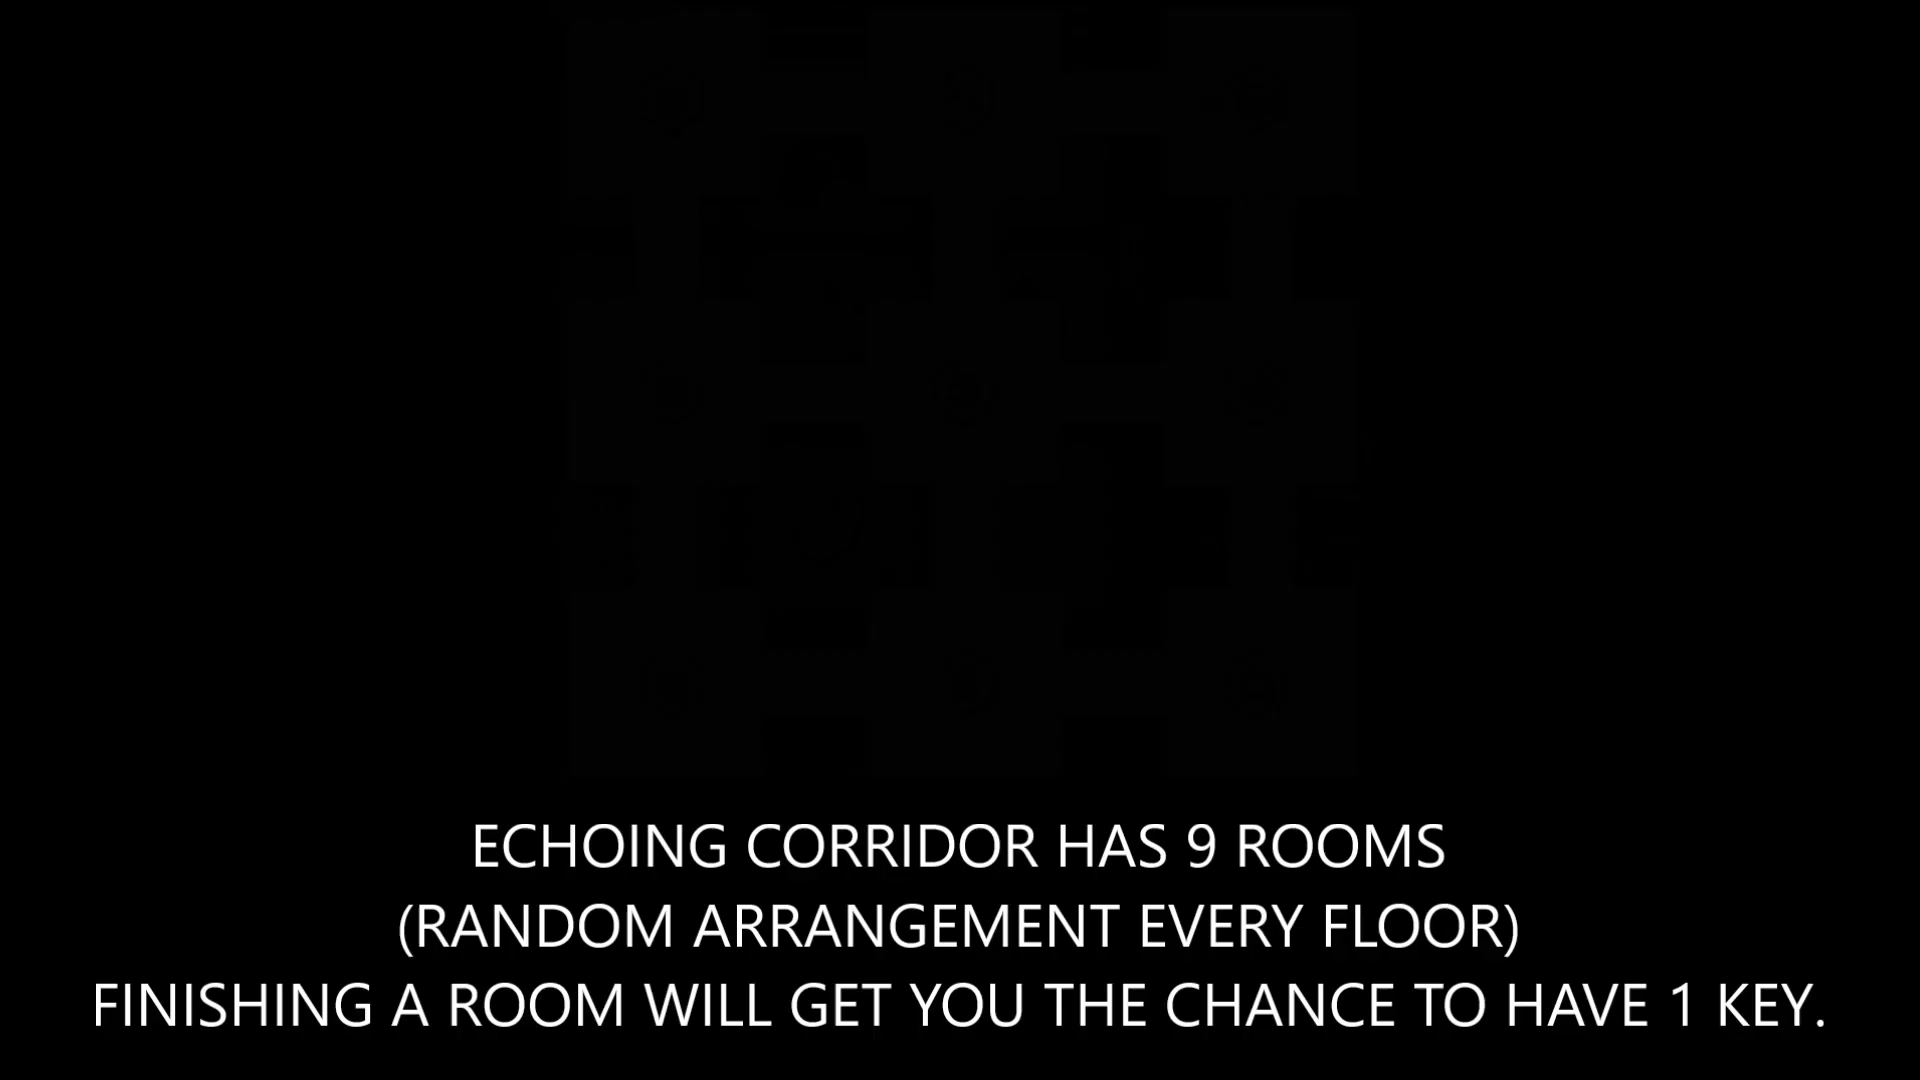 ECHOING CORRIDOR HAS 9 ROOMS
(RANDOM ARRANGEMENT EVERY FLOOR)
FINISHING A ROOM WILL GET YOU THE CHANCE TO HAVE 1 KEY.